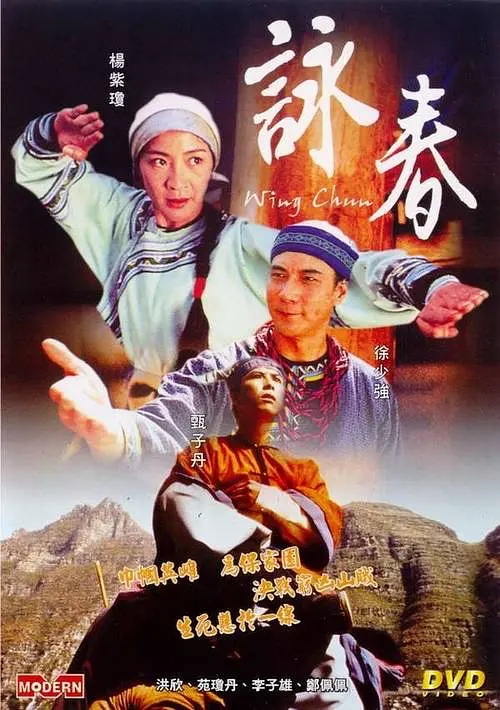 楊紫瓊
詠春
Wing Chun
徐少強
甄子丹
巾幗英雄 為保家園
決戰窮凶山賊
生死懸於一線
MODERN
洪欣、苑瓊丹、李子雄、鄭佩佩
DVD
VIDEO